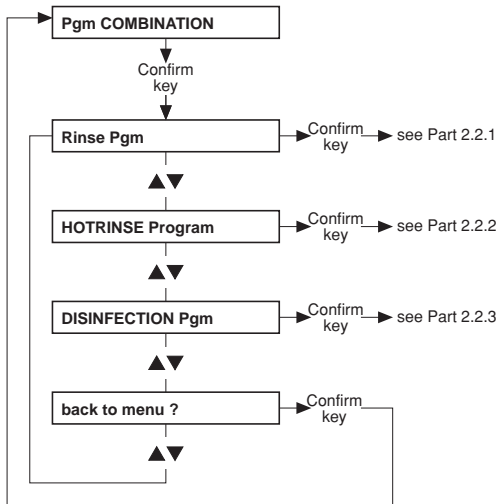 Pgm COMBINATION
Confirm
key
Rinse Pgm
Confirm
key
see Part 2.2.1
▲▼
HOTRINSE Program
Confirm
key
see Part 2.2.2
▲▼
DISINFECTION Pgm
Confirm
key
see Part 2.2.3
▲▼
back to menu ?
Confirm
key
▲▼